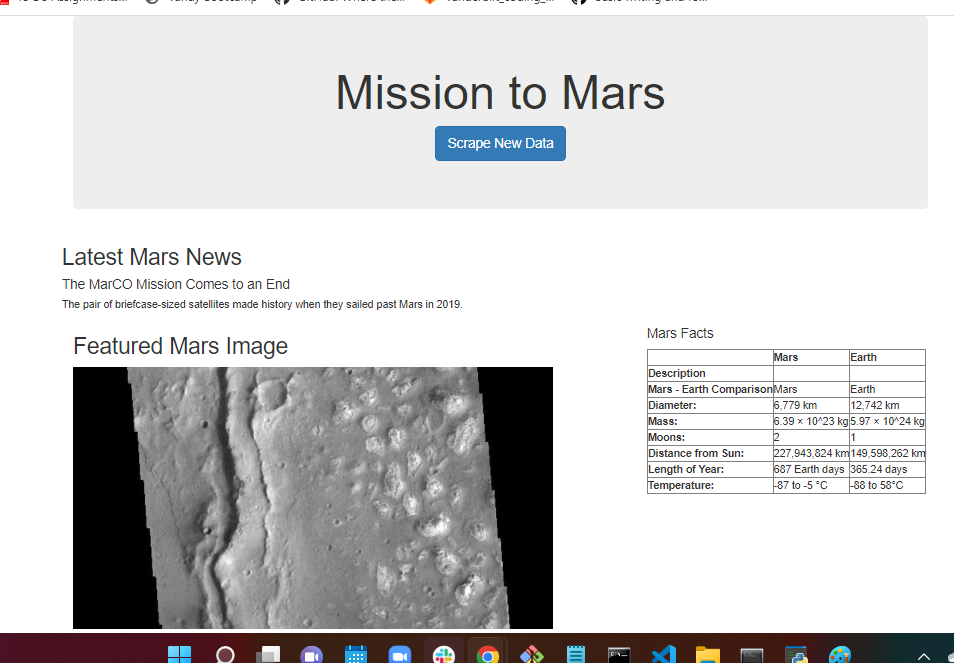 Mission to Mars
Scrape New Data
Latest Mars News
The MarCO Mission Comes to an End
The pair of briefcase-sized satellites made history when they sailed past Mars in 2019.
Featured Mars Image
Mars Facts
Mars Earth
Description
Mars - Earth Comparison Mars Earth
Diameter: 6,779 km 12,742 km
Mass: 6.39 × 10^23 kg 5.97 × 10^24 kg
Moons: 2 1
Distance from Sun: 227,943,824 km 149,598,262 km
Length of Year: 687 Earth days 365.24 days
Temperature: -87 to -5 °C -88 to 58°C